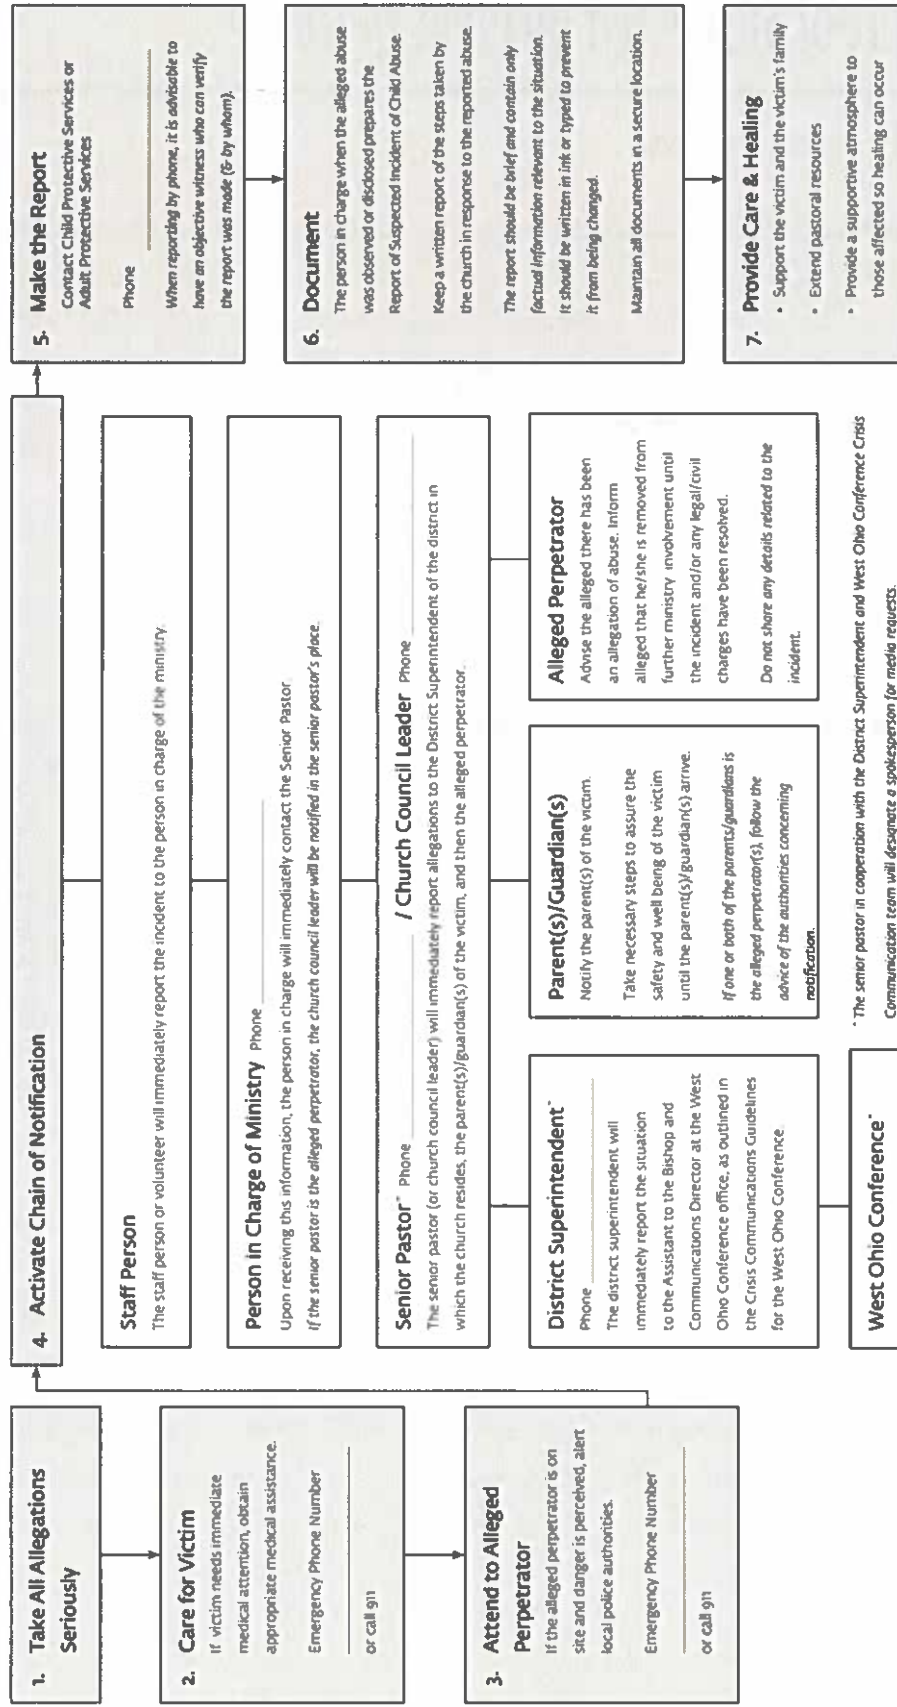 1. Take All Allegations
Seriously
2. Care for Victim
If victim needs immediate
medical attention, obtain
appropriate medical assistance.
Emergency Phone Number
or call 911
3. Attend to Alleged
Perpetrator
If the alleged perpetrator is on
site and danger is perceived, alert
local police authorities.
Emergency Phone Number
or call 911
4. Activate Chain of Notification
Staff Person
The staff person or volunteer will immediately report the incident to the person in charge of the ministry.
Person in Charge of Ministry Phone
Upon receiving this information, the person in charge will immediately contact the Senior Pastor.
If the senior pastor is the alleged perpetrator, the church council leader will be notified in the senior pastor's place.
Senior Pastor* Phone / Church Council Leader Phone
The senior pastor (or church council leader) will immediately report allegations to the District Superintendent of the district in
which the church resides, the parent(s)/guardian(s) of the victim, and then the alleged perpetrator.
District Superintendent*
Phone
The district superintendent will
immediately report the situation
to the Assistant to the Bishop and
Communications Director at the West
Ohio Conference office, as outlined in
the Crisis Communications Guidelines
for the West Ohio Conference.
Parent(s)/Guardian(s)
Notify the parent(s) of the victim.
Take necessary steps to assure the
safety and well being of the victim
until the parent(s)/guardian(s) arrive.
If one or both of the parents/guardians is
the alleged perpetrator(s), follow the
advice of the authorities concerning
notification.
Alleged Perpetrator
Advise the alleged there has been
an allegation of abuse. Inform
alleged that he/she is removed from
further ministry involvement until
the incident and/or any legal/civil
charges have been resolved.
Do not share any details related to the
incident.
West Ohio Conference*
* The senior pastor in cooperation with the District Superintendent and West Ohio Conference Crisis
Communication team will designate a spokesperson for media requests.
5. Make the Report
Contact Child Protective Services or
Adult Protective Services
Phone
When reporting by phone, it is advisable to
have an objective witness who can verify
the report was made (& by whom).
6. Document
The person in charge when the alleged abuse
was observed or disclosed prepares the
Report of Suspected Incident of Child Abuse.
Keep a written report of the steps taken by
the church in response to the reported abuse.
The report should be brief and contain only
factual information relevant to the situation.
It should be written in ink or typed to prevent
it from being changed.
Maintain all documents in a secure location.
7. Provide Care & Healing
• Support the victim and the victim's family
• Extend pastoral resources
• Provide a supportive atmosphere to
those affected so healing can occur